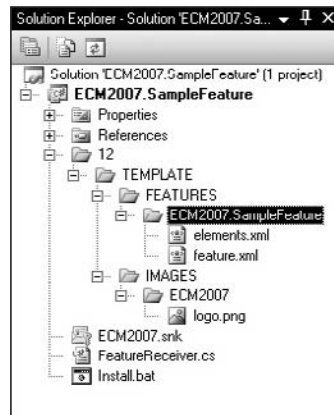 Solution Explorer - Solution 'ECM2007.Sa...
Solution 'ECM2007.SampleFeature' (1 project)
ECM2007.SampleFeature
Properties
References
12
TEMPLATE
FEATURES
ECM2007.SampleFeature
elements.xml
feature.xml
IMAGES
ECM2007
logo.png
ECM2007.snk
FeatureReceiver.cs
Install.bat